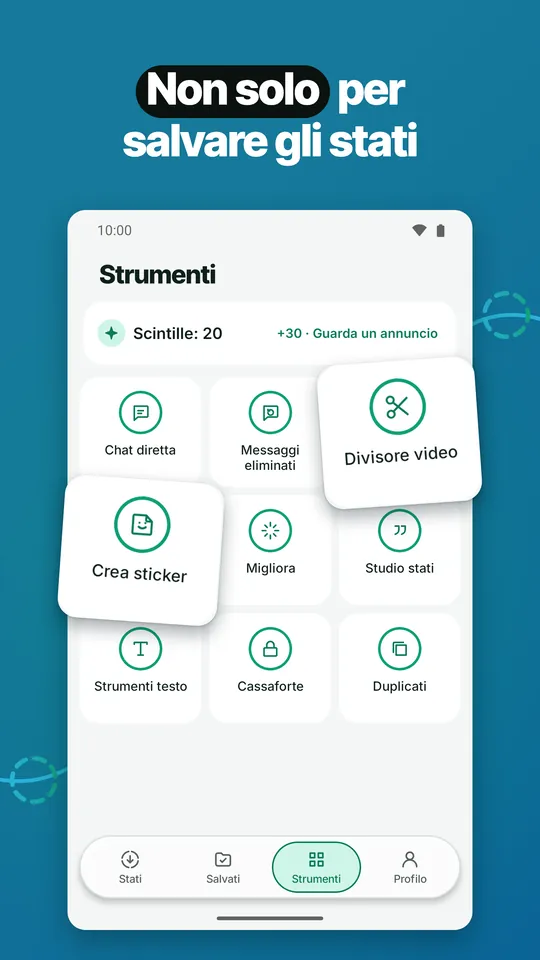 Non solo per
salvare gli stati
10:00
Strumenti
Scintille: 20
+30 · Guarda un annuncio
Chat diretta
Messaggi
eliminati
Divisore video
Crea sticker
Migliora
Studio stati
Strumenti testo
Cassaforte
Duplicati
Stati
Salvati
Strumenti
Profilo